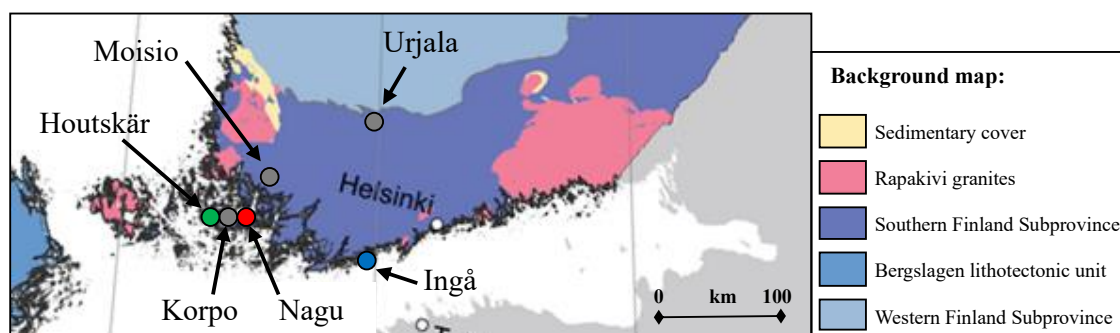 Moisio
Urjala
Houtskär
Helsinki
Korpo
Nagu
Ingå
0 km 100
Background map:
Sedimentary cover
Rapakivi granites
Southern Finland Subprovince
Bergslagen lithotectonic unit
Western Finland Subprovince